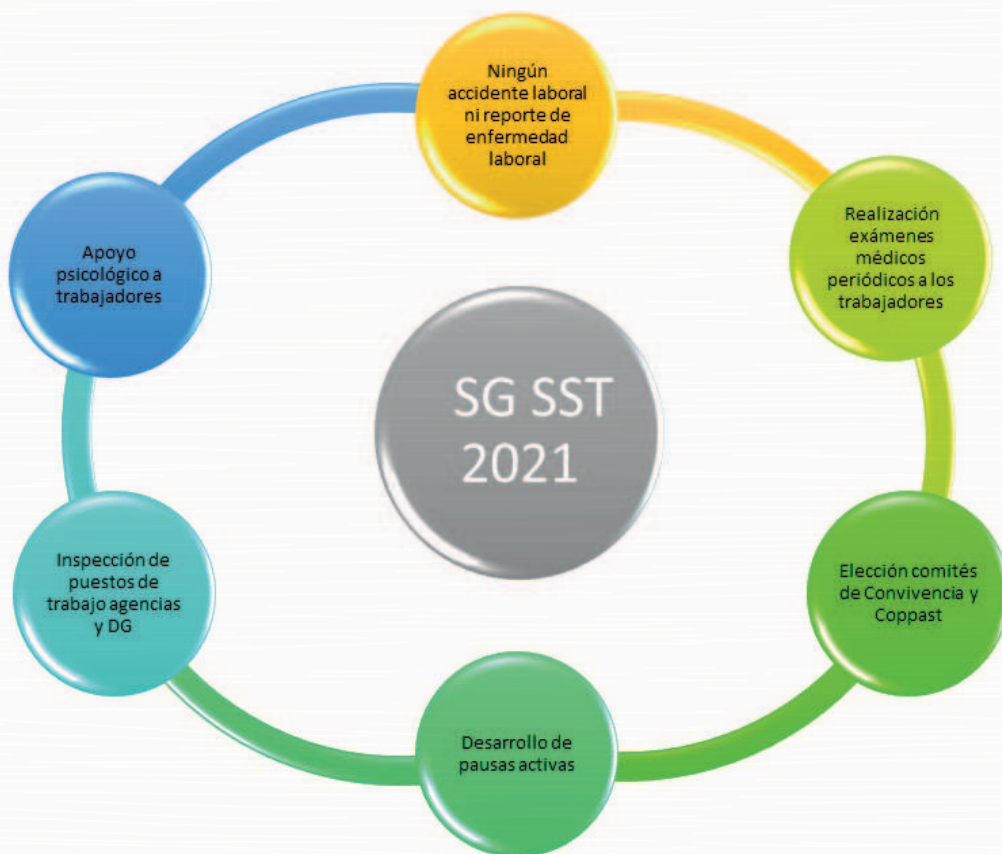 Ningún
accidente laboral
ni reporte de
enfermedad
laboral
Realización
exámenes
médicos
periódicos a los
trabajadores
Elección comités
de Convivencia y
Coppast
Desarrollo de
pausas activas
Inspección de
puestos de
trabajo agencias
y DG
Apoyo
psicológico a
trabajadores
SG SST
2021